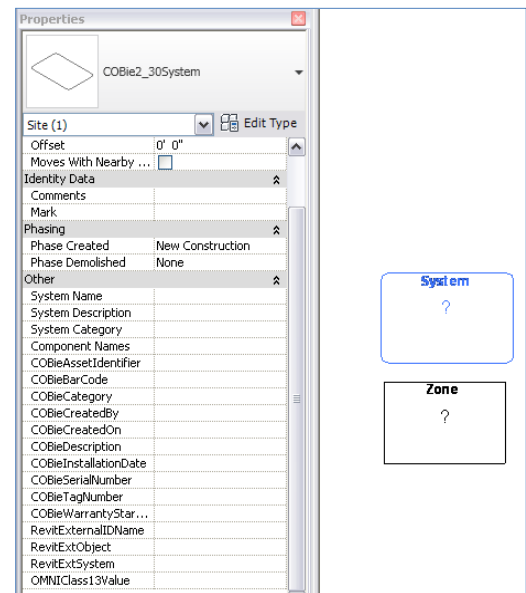 Properties
COBie2_30System
Site (1) Edit Type
Offset 0' 0"
Moves With Nearby ...
Identity Data
Comments
Mark
Phasing
Phase Created New Construction
Phase Demolished None
Other
System Name
System Description
System Category
Component Names
COBieAssetIdentifier
COBieBarCode
COBieCategory
COBieCreatedBy
COBieCreatedOn
COBieDescription
COBieInstallationDate
COBieSerialNumber
COBieTagNumber
COBieWarrantyStar...
RevitExternalIDName
RevitExtObject
RevitExtSystem
OMNIClass13Value
System
?
Zone
?